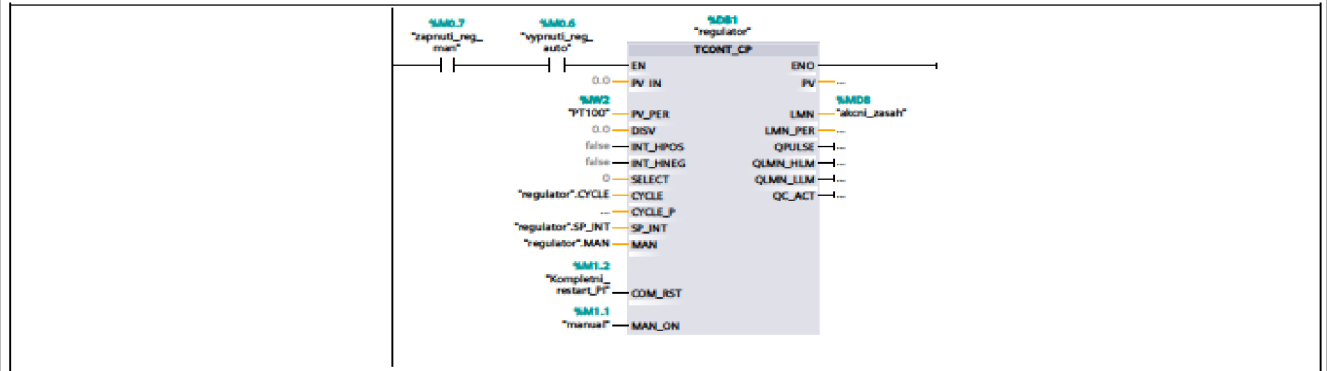 %M0.7 %M0.6 %DB1
"zapnuti_reg_ "vypnuti_reg_ "regulator"
man" auto" TCONT_CP
EN ENO
0.0 PV_IN PV ...
%IW2 %MD8
"PT100" PV_PER LMN "akcni_zasah"
0.0 DISV LMN_PER ...
false INT_HPOS QPULSE ...
false INT_HNEG QLMN_HLM ...
0 SELECT QLMN_LLM ...
"regulator".CYCLE CYCLE QC_ACT ...
... CYCLE_P
"regulator".SP_INT SP_INT
"regulator".MAN MAN
%M1.2
"Kompletni_
restart_PI" COM_RST
%M1.1
"manual" MAN_ON